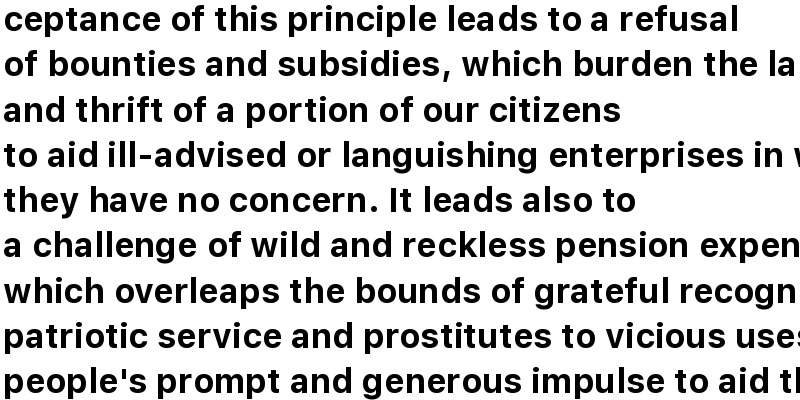 ceptance of this principle leads to a refusal
of bounties and subsidies, which burden the la
and thrift of a portion of our citizens
to aid ill-advised or languishing enterprises in
they have no concern. It leads also to
a challenge of wild and reckless pension expen
which overleaps the bounds of grateful recogn
patriotic service and prostitutes to vicious uses
people's prompt and generous impulse to aid th